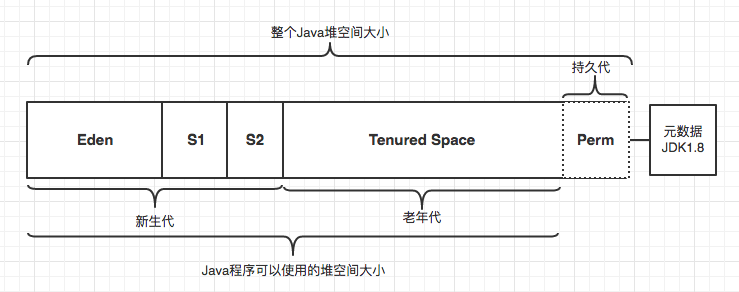 整个Java堆空间大小
持久代
Eden
S1
S2
Tenured Space
Perm
元数据
JDK1.8
新生代
老年代
Java程序可以使用的堆空间大小